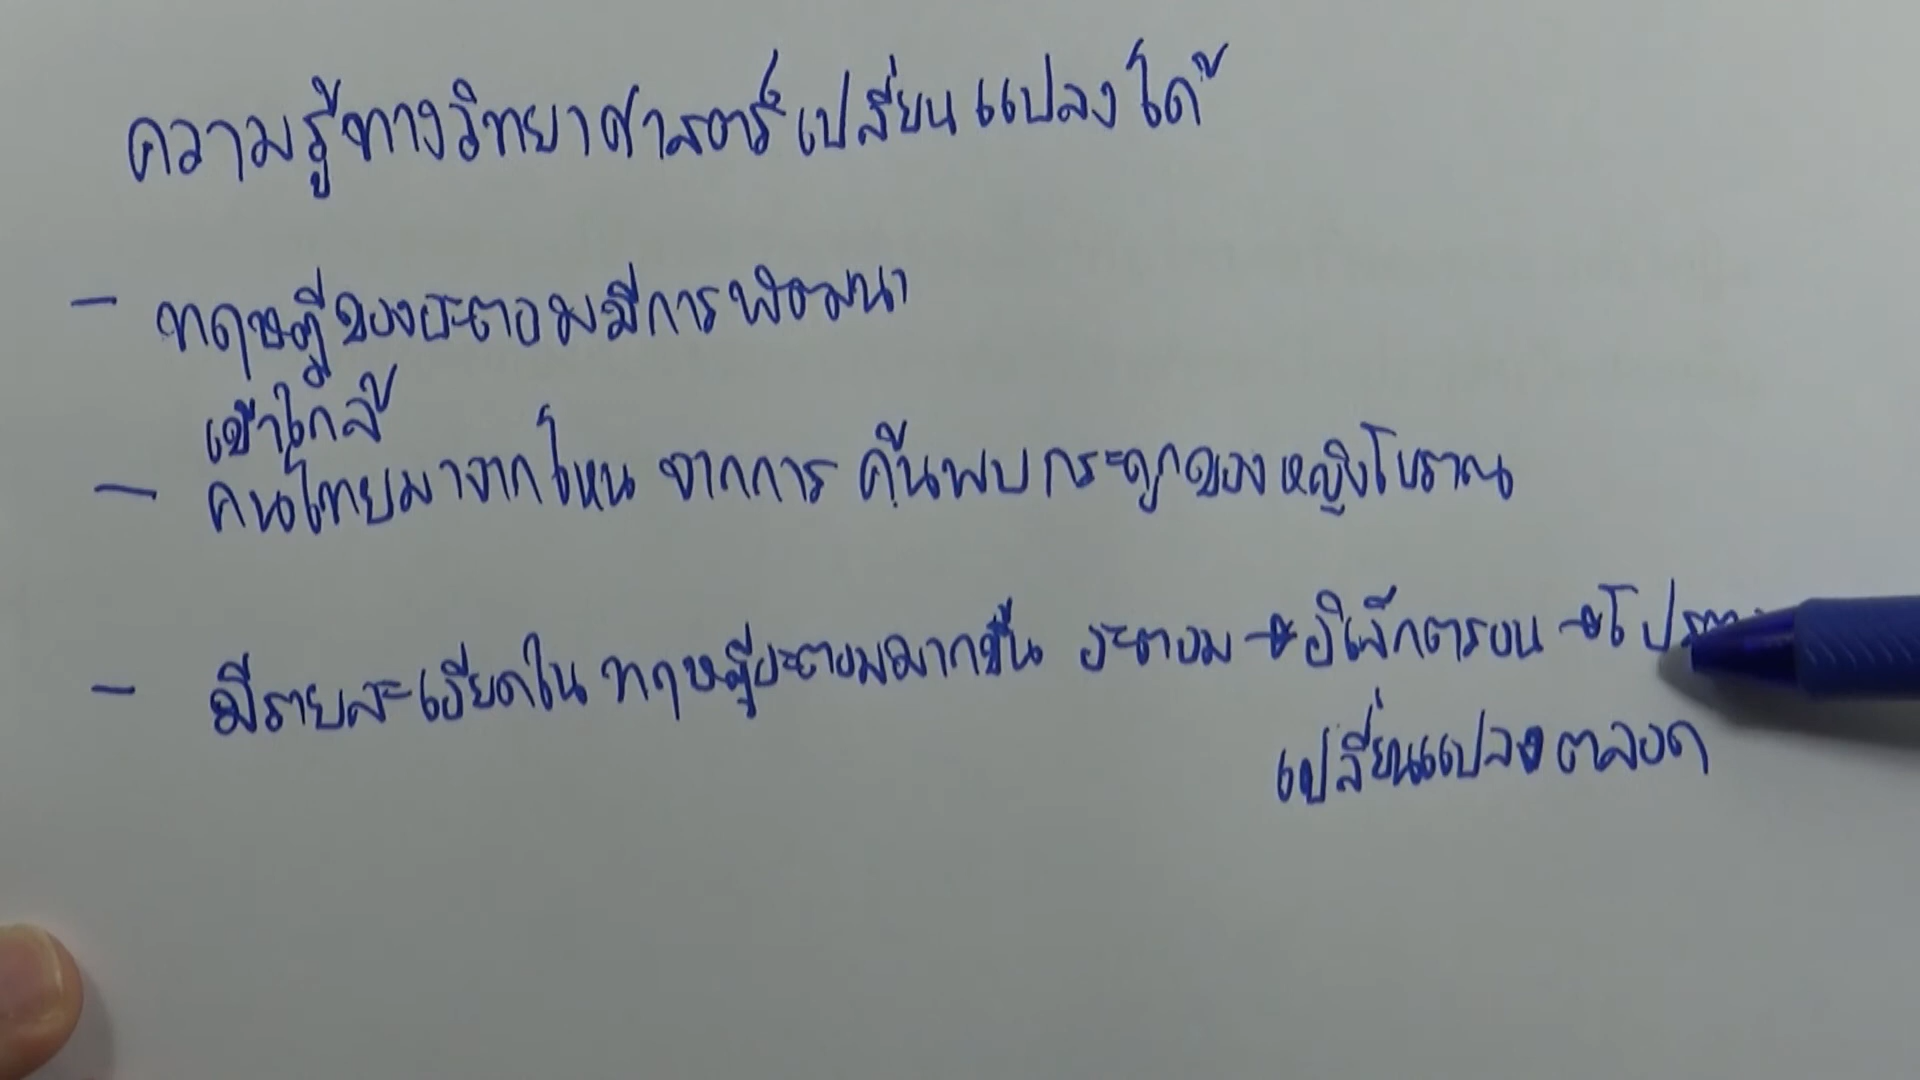 ความรู้ทางวิทยาศาสตร์เปลี่ยนแปลงได้
- ทฤษฎีของอะตอมมีการพัฒนา
เข้าใกล้
- คนไทยมาจากไหน จากการ ค้นพบกระดูกของหญิงโบราณ
- มีรายละเอียดใน ทฤษฎีอะตอมมากขึ้น อะตอม → อิเล็กตรอน →
เปลี่ยนแปลงตลอด